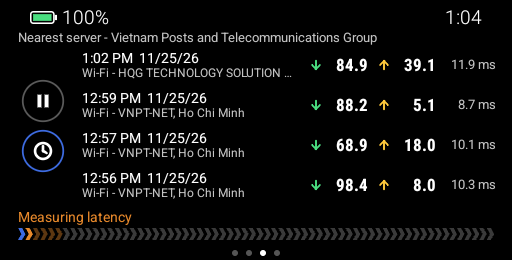 100%
1:04
Nearest server - Vietnam Posts and Telecommunications Group
1:02 PM 11/25/26
Wi-Fi - HQG TECHNOLOGY SOLUTION ...
84.9 39.1 11.9 ms
12:59 PM 11/25/26
Wi-Fi - VNPT-NET, Ho Chi Minh
88.2 5.1 8.7 ms
12:57 PM 11/25/26
Wi-Fi - VNPT-NET, Ho Chi Minh
68.9 18.0 10.1 ms
12:56 PM 11/25/26
Wi-Fi - VNPT-NET, Ho Chi Minh
98.4 8.0 10.3 ms
Measuring latency